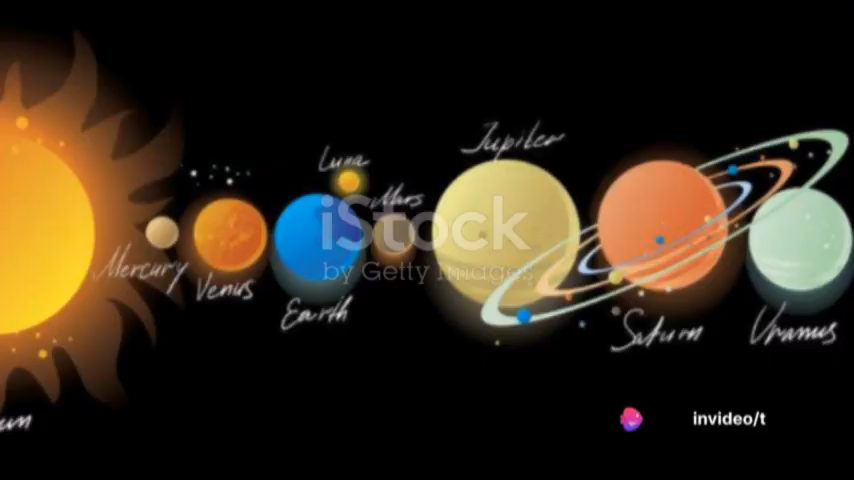 Luna
Jupiter
Mars
iStock
by Getty Images
Mercury
Venus
Earth
Saturn
Uranus
invideo/t